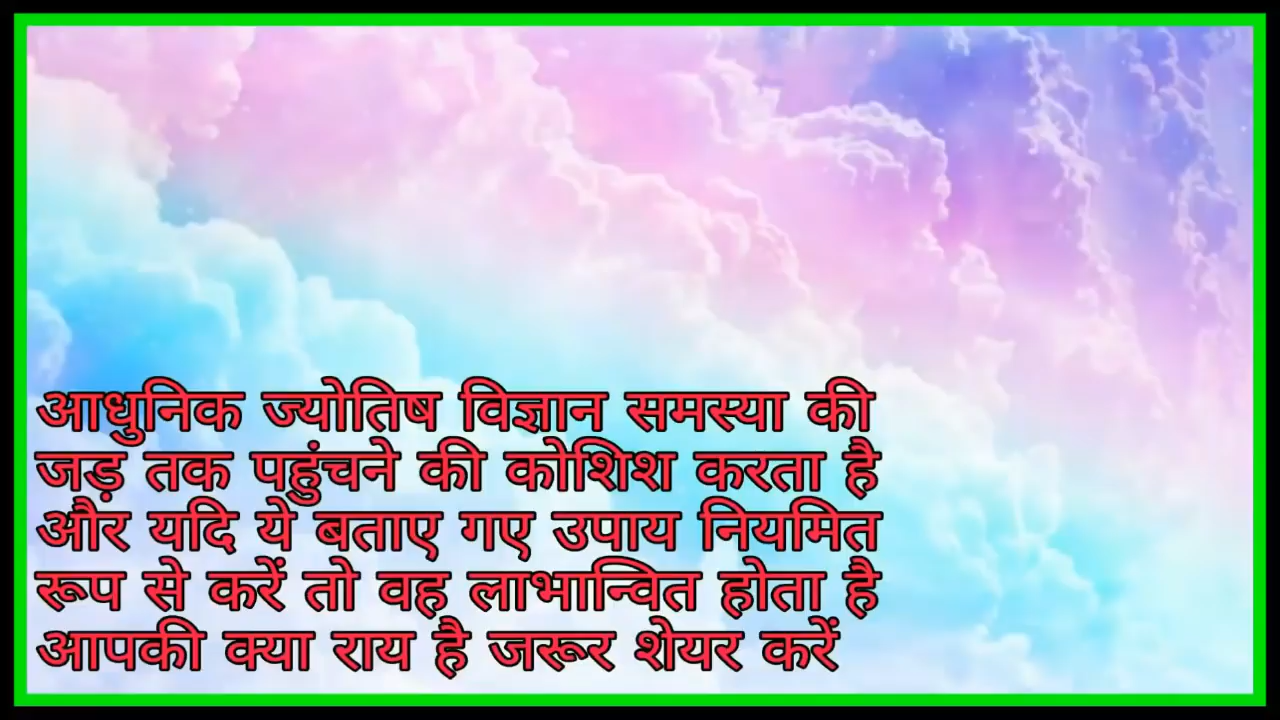 आधुनिक ज्योतिष विज्ञान समस्या की
जड़ तक पहुंचने की कोशिश करता है
और यदि ये बताए गए उपाय नियमित
रूप से करें तो वह लाभान्वित होता है
आपकी क्या राय है जरूर शेयर करें